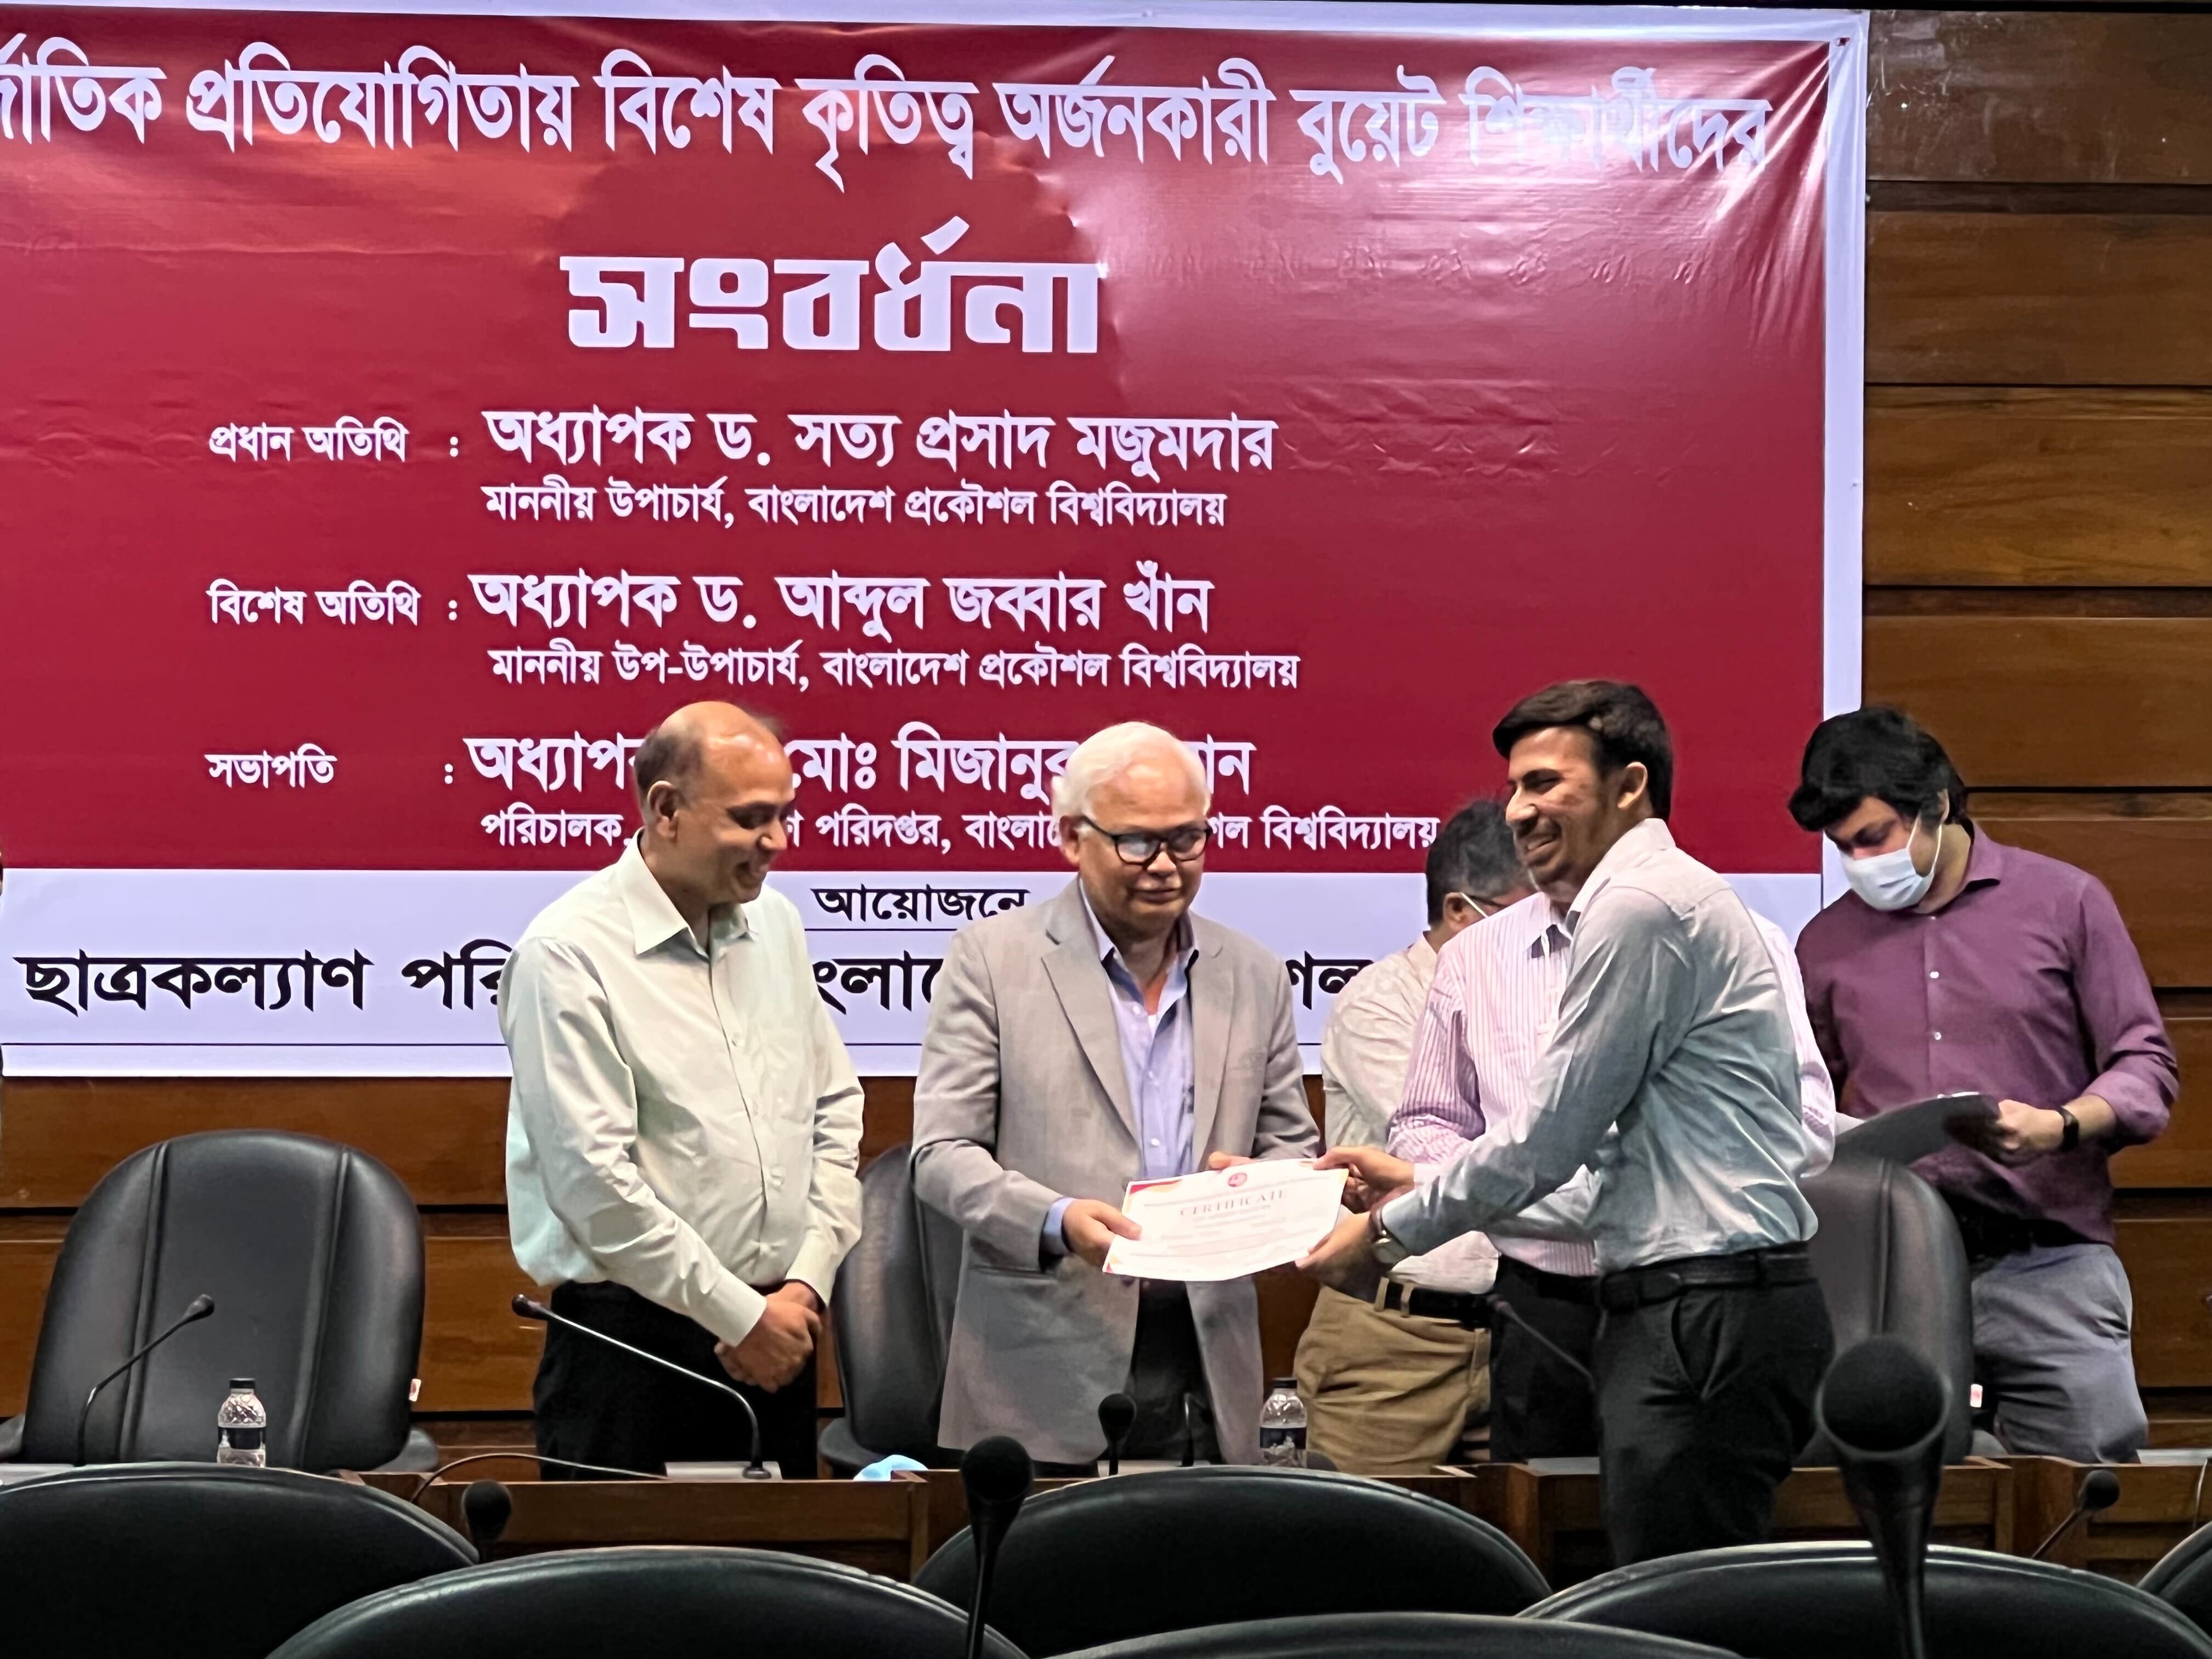 প্রতিযোগিতায় বিশেষ কৃতিত্ব অর্জনকারী বুয়েট শিক্ষার্থীদের
সংবর্ধনা
প্রধান অতিথি : অধ্যাপক ড. সত্য প্রসাদ মজুমদার
মাননীয় উপাচার্য, বাংলাদেশ প্রকৌশল বিশ্ববিদ্যালয়
বিশেষ অতিথি : অধ্যাপক ড. আব্দুল জব্বার খাঁন
মাননীয় উপ-উপাচার্য, বাংলাদেশ প্রকৌশল বিশ্ববিদ্যালয়
সভাপতি : মোঃ
পরিচালক, পরিদপ্তর, বিশ্ববিদ্যালয়
আয়োজনে
ছাত্রকল্যাণ
CERTIFICATE